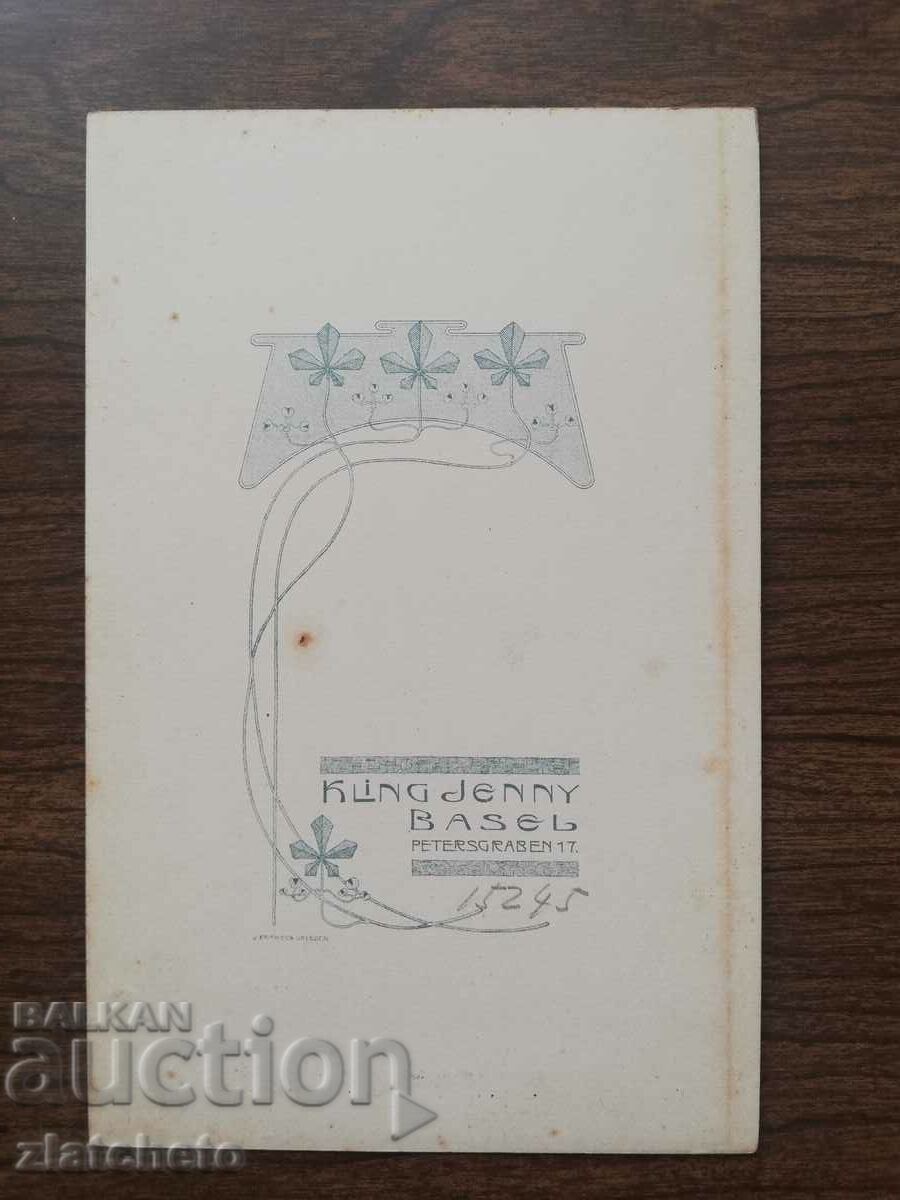 KLING JENNY
BASEL
PETERSGRABEN 17.
15245
BALKAN
auction
zlatcheto